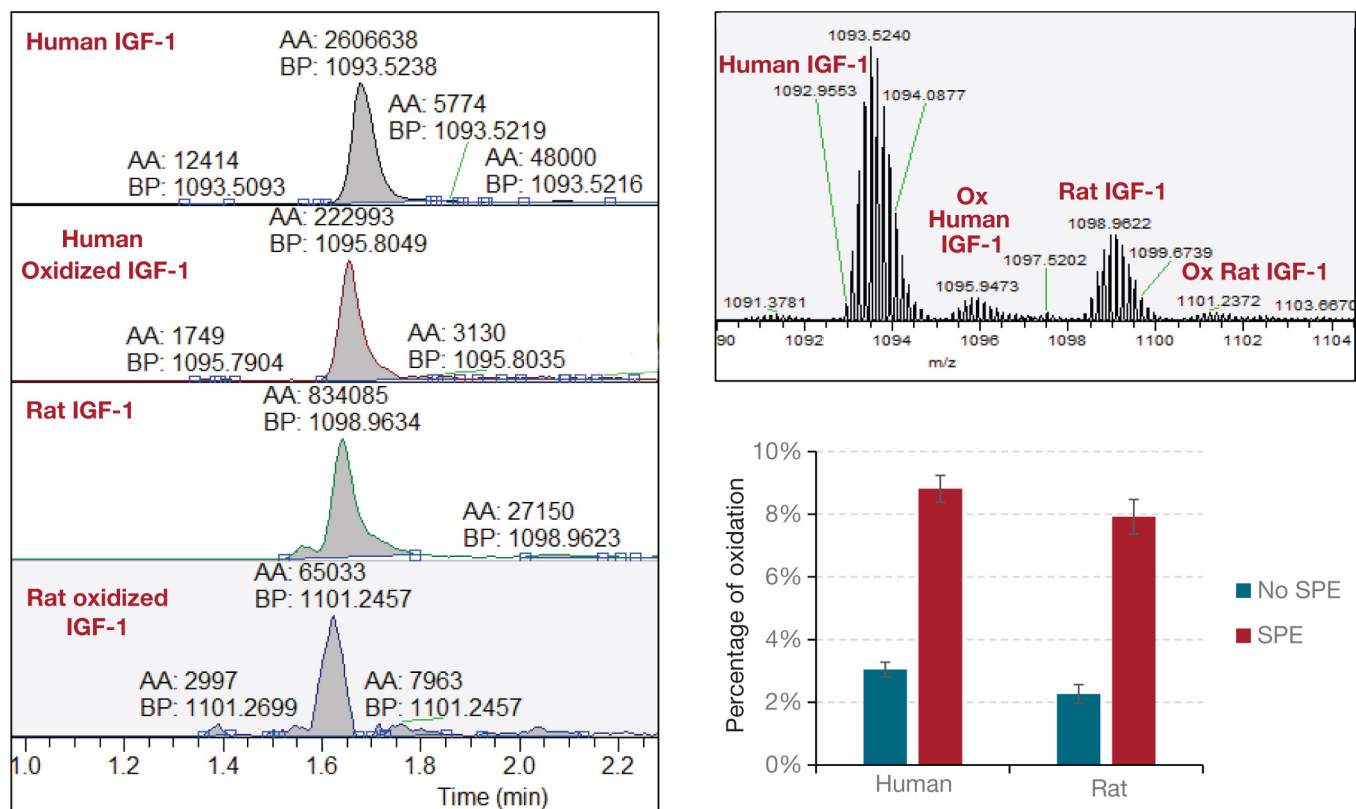 Human IGF-1
AA: 2606638
BP: 1093.5238
AA: 5774
BP: 1093.5219
AA: 12414
BP: 1093.5093
AA: 48000
BP: 1093.5216
Human
Oxidized IGF-1
AA: 222993
BP: 1095.8049
AA: 1749
BP: 1095.7904
AA: 3130
BP: 1095.8035
Rat IGF-1
AA: 834085
BP: 1098.9634
AA: 27150
BP: 1098.9623
Rat oxidized
IGF-1
AA: 65033
BP: 1101.2457
AA: 2997
BP: 1101.2699
AA: 7963
BP: 1101.2457
1.0 1.2 1.4 1.6 1.8 2.0 2.2
Time (min)
1093.5240
Human IGF-1
1092.9553
1094.0877
Ox
Human
IGF-1
Rat IGF-1
1098.9622
1097.5202
1099.6739
Ox Rat IGF-1
1091.3781
1095.9473
1101.2372
1103.6670
90 1092 1094 1096 1098 1100 1102 1104
m/z
Percentage of oxidation
10%
8%
6%
4%
2%
0%
Human
Rat
No SPE
SPE